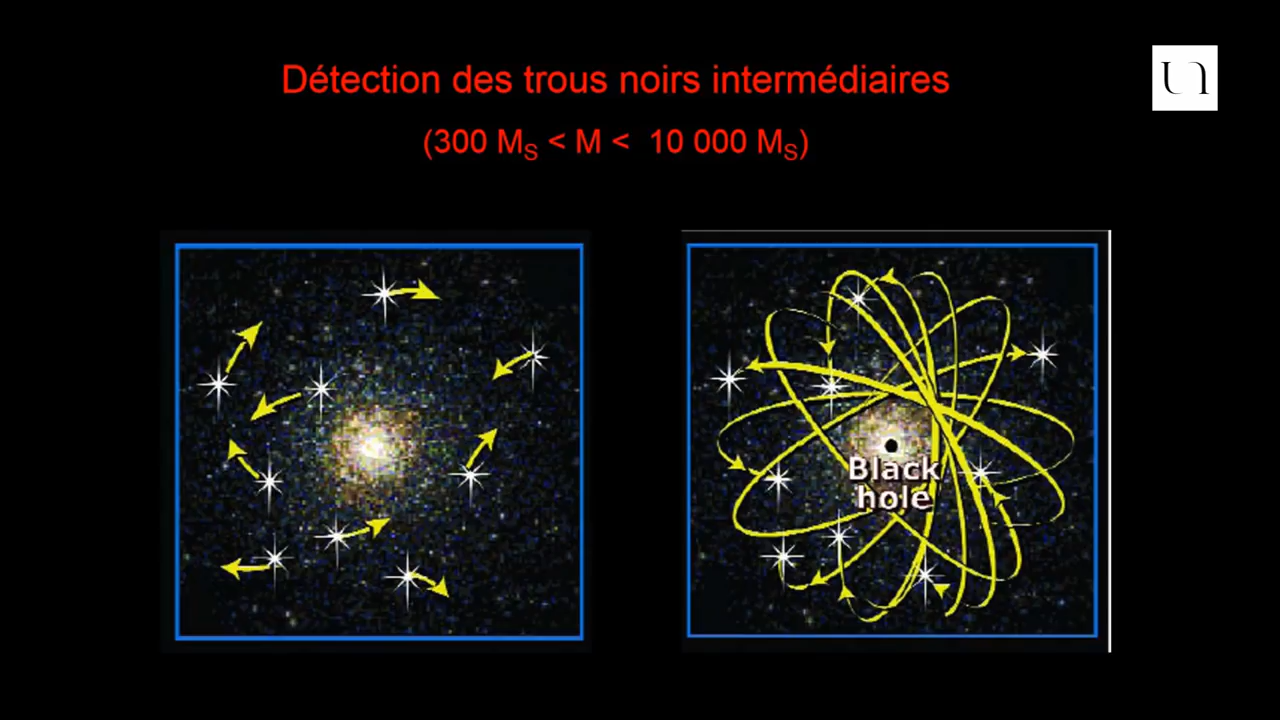 Détection des trous noirs intermédiaires
(300 MS < M < 10 000 MS)
Black
hole